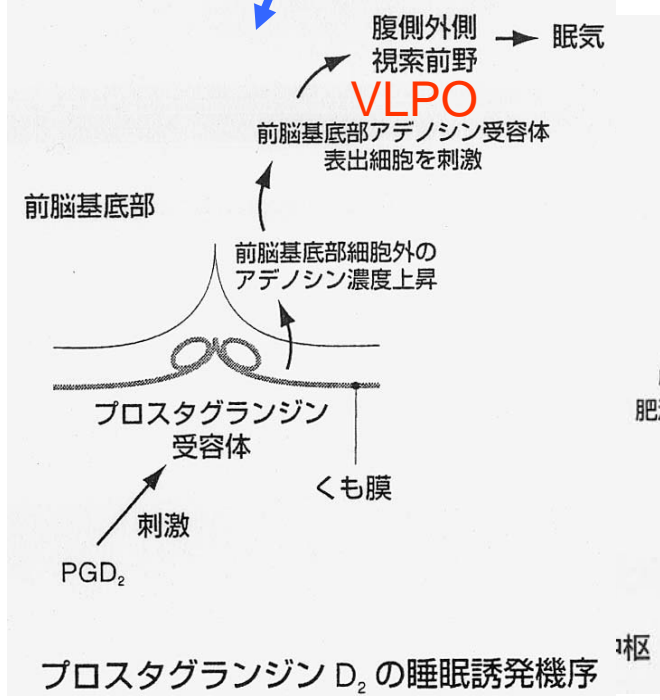 腹側外側
視索前野
眠気
VLPO
前脳基底部アデノシン受容体
表出細胞を刺激
前脳基底部
前脳基底部細胞外の
アデノシン濃度上昇
プロスタグランジン
受容体
くも膜
刺激
PGD₂
プロスタグランジン D₂ の睡眠誘発機序
枢